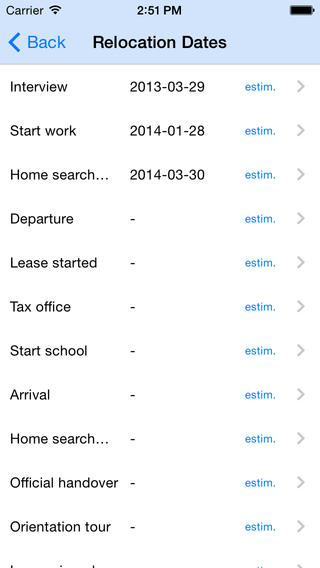 Carrier 2:51 PM
Back Relocation Dates
Interview 2013-03-29 estim.
Start work 2014-01-28 estim.
Home search… 2014-03-30 estim.
Departure - estim.
Lease started - estim.
Tax office - estim.
Start school - estim.
Arrival - estim.
Home search… - estim.
Official handover - estim.
Orientation tour - estim.